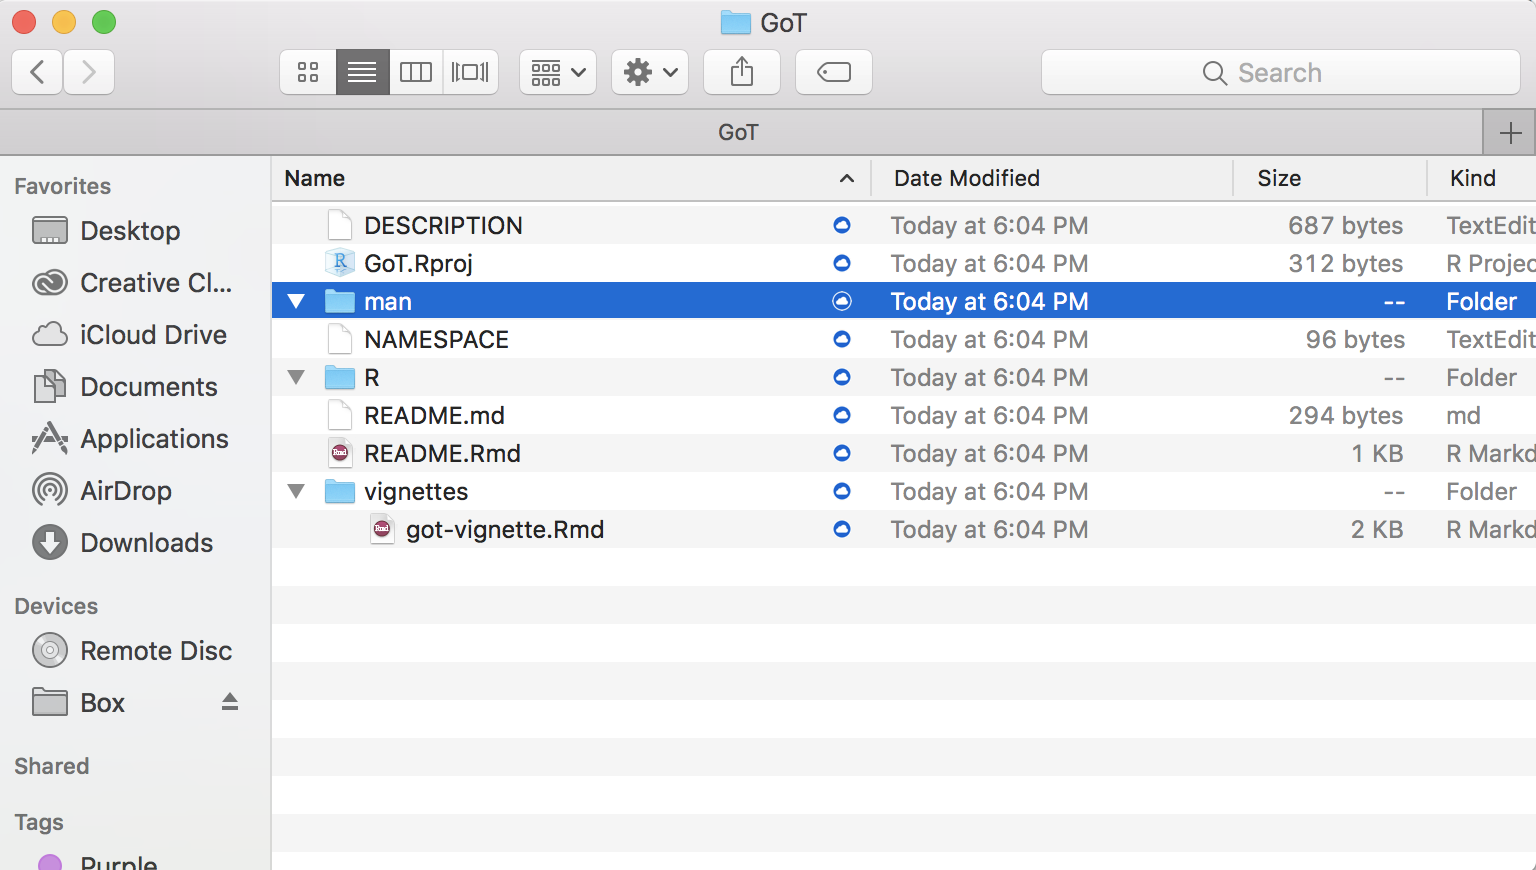 GoT
Search
GoT
Favorites
Desktop
Creative Cl...
iCloud Drive
Documents
Applications
AirDrop
Downloads
Devices
Remote Disc
Box
Shared
Tags
Purple
Name Date Modified Size Kind
DESCRIPTION Today at 6:04 PM 687 bytes TextEdit
R GoT.Rproj Today at 6:04 PM 312 bytes R Projec
man Today at 6:04 PM -- Folder
NAMESPACE Today at 6:04 PM 96 bytes TextEdit
R Today at 6:04 PM -- Folder
README.md Today at 6:04 PM 294 bytes md
Rmd README.Rmd Today at 6:04 PM 1 KB R Markd
vignettes Today at 6:04 PM -- Folder
Rmd got-vignette.Rmd Today at 6:04 PM 2 KB R Markd